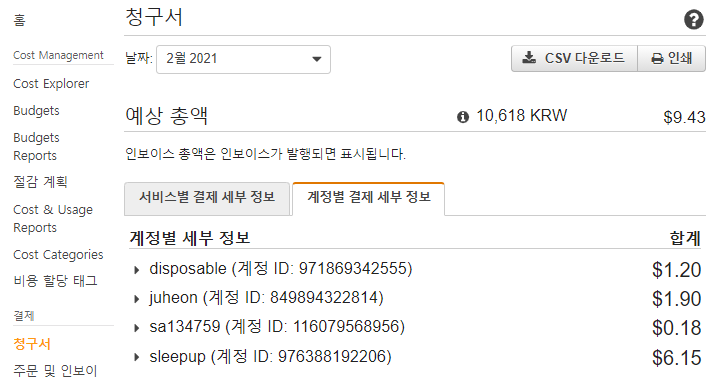 홈
Cost Management
Cost Explorer
Budgets
Budgets
Reports
절감 계획
Cost & Usage
Reports
Cost Categories
비용 할당 태그
결제
청구서
주문 및 인보이
청구서
날짜: 2월 2021
CSV 다운로드 인쇄
예상 총액 10,618 KRW $9.43
인보이스 총액은 인보이스가 발행되면 표시됩니다.
서비스별 결제 세부 정보 계정별 결제 세부 정보
계정별 세부 정보 합계
disposable (계정 ID: 971869342555) $1.20
juheon (계정 ID: 849894322814) $1.90
sa134759 (계정 ID: 116079568956) $0.18
sleepup (계정 ID: 976388192206) $6.15